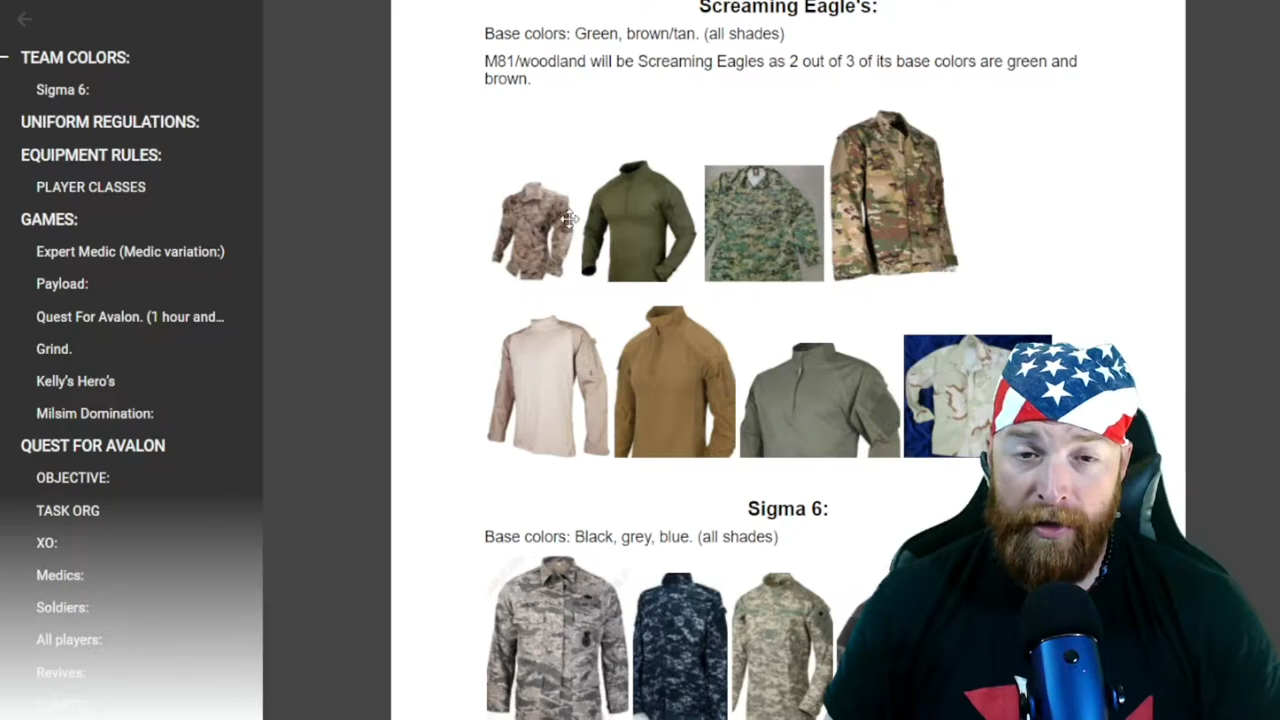 TEAM COLORS:
Sigma 6:
UNIFORM REGULATIONS:
EQUIPMENT RULES:
PLAYER CLASSES
GAMES:
Expert Medic (Medic variation:)
Payload:
Quest For Avalon. (1 hour and…
Grind.
Kelly's Hero's
Milsim Domination:
QUEST FOR AVALON
OBJECTIVE:
TASK ORG
XO:
Medics:
Soldiers:
All players:
Revives:
Screaming Eagle's:
Base colors: Green, brown/tan. (all shades)
M81/woodland will be Screaming Eagles as 2 out of 3 of its base colors are green and
brown.
Sigma 6:
Base colors: Black, grey, blue. (all shades)